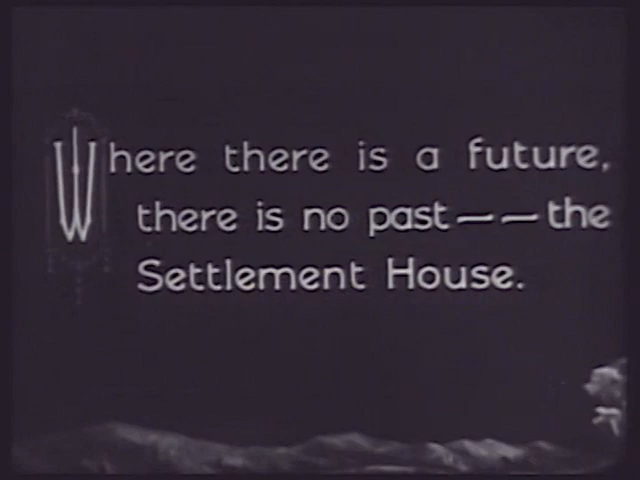 Where there is a future,
there is no past — — the
Settlement House.